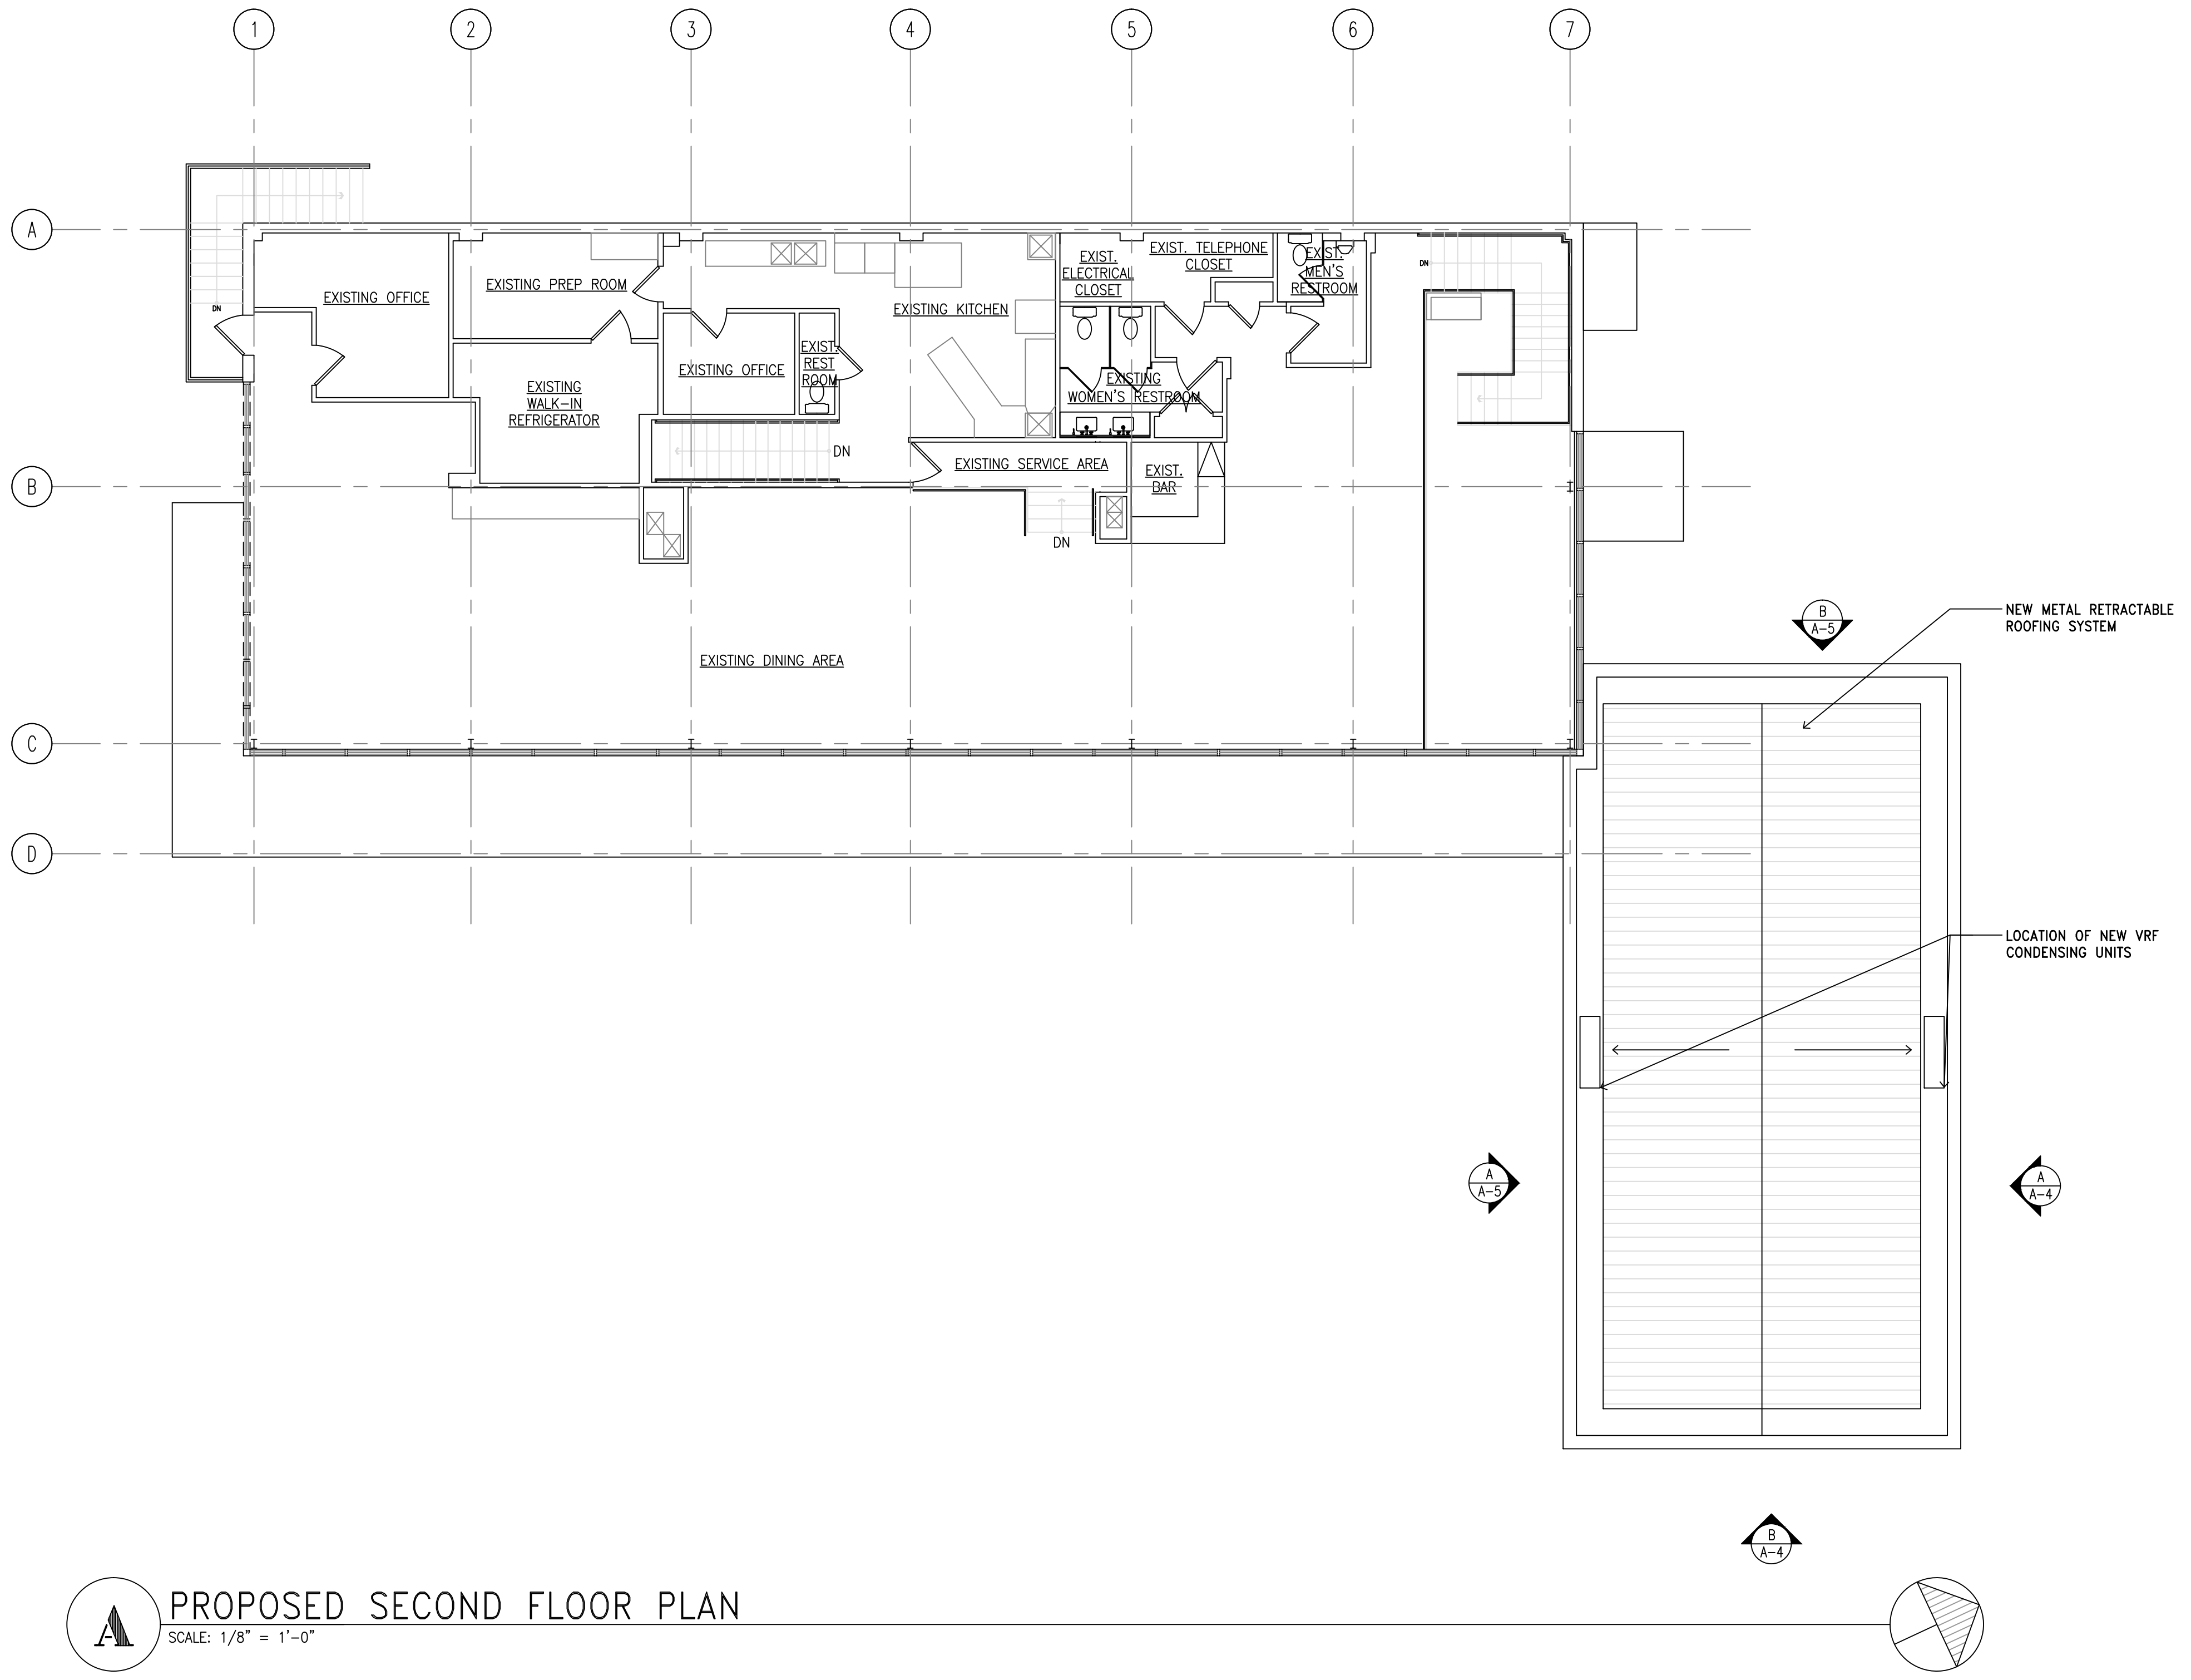 1
2
3
4
5
6
7
A
B
C
D
DN
EXISTING OFFICE
EXISTING PREP ROOM
EXISTING
WALK-IN
REFRIGERATOR
EXISTING OFFICE
EXIST.
REST
ROOM
EXISTING KITCHEN
DN
EXISTING SERVICE AREA
DN
EXIST.
BAR
EXIST.
ELECTRICAL
CLOSET
EXIST. TELEPHONE
CLOSET
EXIST.
MEN'S
RESTROOM
EXISTING
WOMEN'S RESTROOM
DN
EXISTING DINING AREA
B
A-5
NEW METAL RETRACTABLE
ROOFING SYSTEM
LOCATION OF NEW VRF
CONDENSING UNITS
A
A-5
A
A-4
B
A-4
A
PROPOSED SECOND FLOOR PLAN
SCALE: 1/8" = 1'-0"